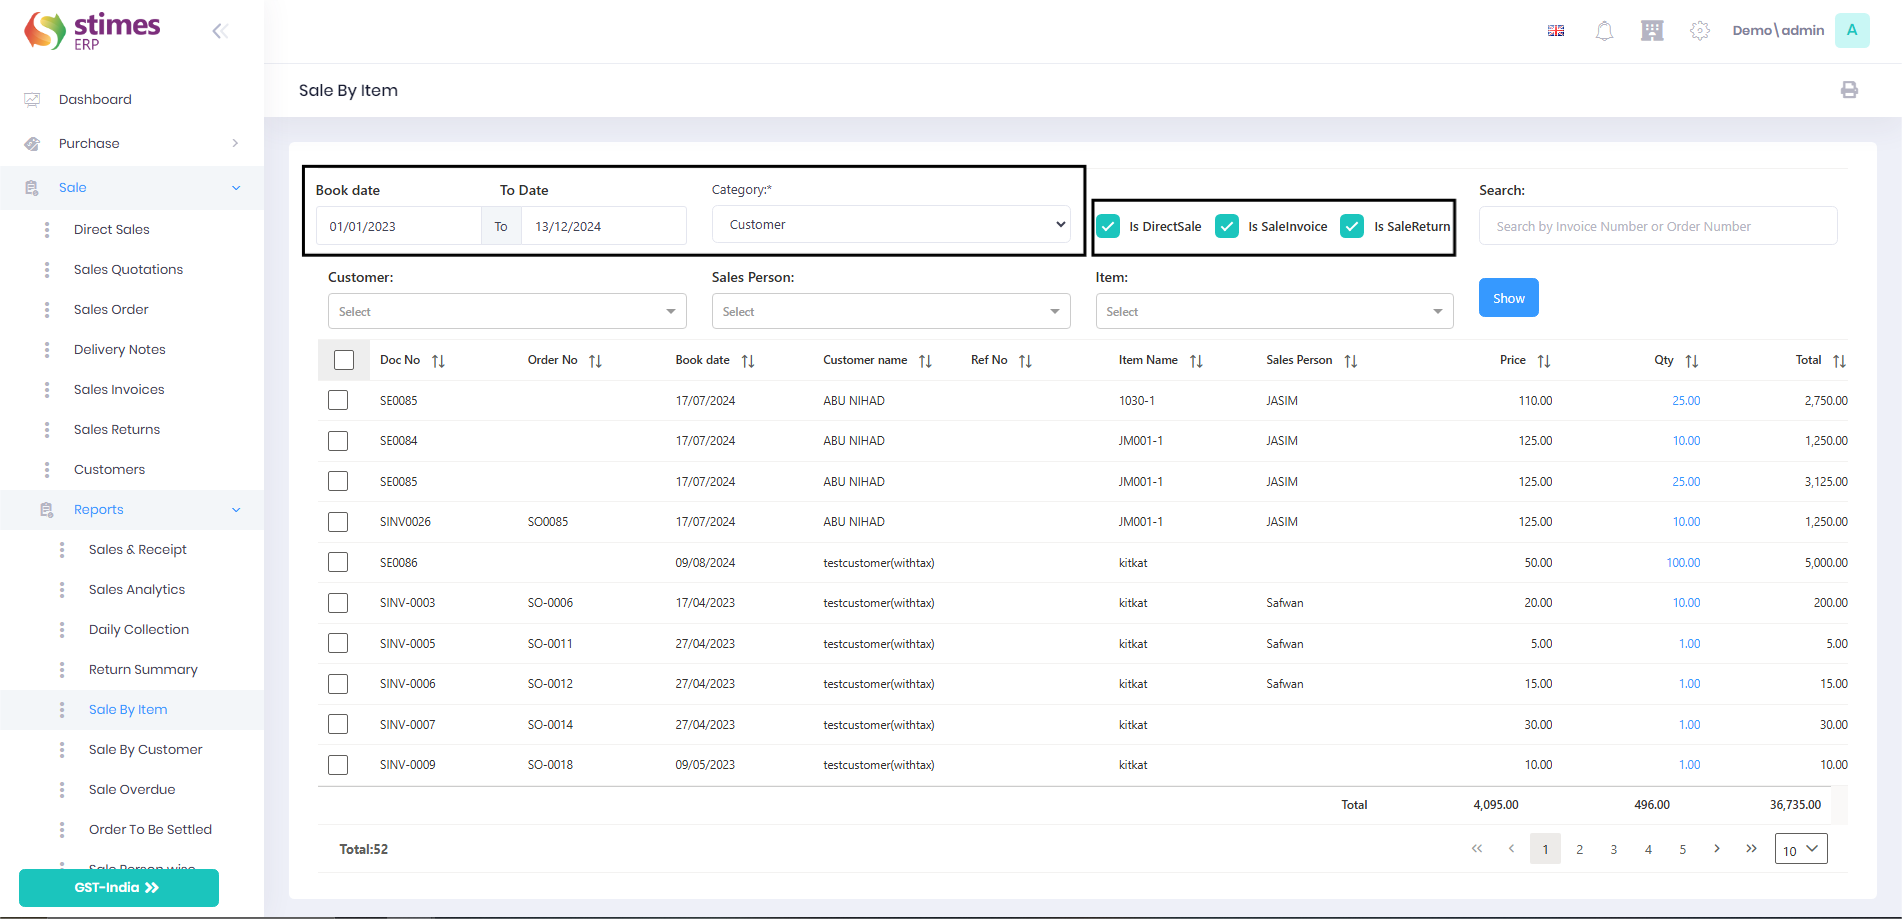 stimes
ERP
Demo\admin
A
Dashboard
Purchase
Sale
Direct Sales
Sales Quotations
Sales Order
Delivery Notes
Sales Invoices
Sales Returns
Customers
Reports
Sales & Receipt
Sales Analytics
Daily Collection
Return Summary
Sale By Item
Sale By Customer
Sale Overdue
Order To Be Settled
Sale Person wise
GST-India
Sale By Item
Book date To Date Category:* Search:
01/01/2023 To 13/12/2024 Customer Is DirectSale Is SaleInvoice Is SaleReturn Search by Invoice Number or Order Number
Customer: Sales Person: Item:
Select Select Select Show
Doc No Order No Book date Customer name Ref No Item Name Sales Person Price Qty Total
SE0085 17/07/2024 ABU NIHAD 1030-1 JASIM 110.00 25.00 2,750.00
SE0084 17/07/2024 ABU NIHAD JM001-1 JASIM 125.00 10.00 1,250.00
SE0085 17/07/2024 ABU NIHAD JM001-1 JASIM 125.00 25.00 3,125.00
SINV0026 SO0085 17/07/2024 ABU NIHAD JM001-1 JASIM 125.00 10.00 1,250.00
SE0086 09/08/2024 testcustomer(withtax) kitkat 50.00 100.00 5,000.00
SINV-0003 SO-0006 17/04/2023 testcustomer(withtax) kitkat Safwan 20.00 10.00 200.00
SINV-0005 SO-0011 27/04/2023 testcustomer(withtax) kitkat Safwan 5.00 1.00 5.00
SINV-0006 SO-0012 27/04/2023 testcustomer(withtax) kitkat Safwan 15.00 1.00 15.00
SINV-0007 SO-0014 27/04/2023 testcustomer(withtax) kitkat 30.00 1.00 30.00
SINV-0009 SO-0018 09/05/2023 testcustomer(withtax) kitkat 10.00 1.00 10.00
Total 4,095.00 496.00 36,735.00
Total:52 1 2 3 4 5 10